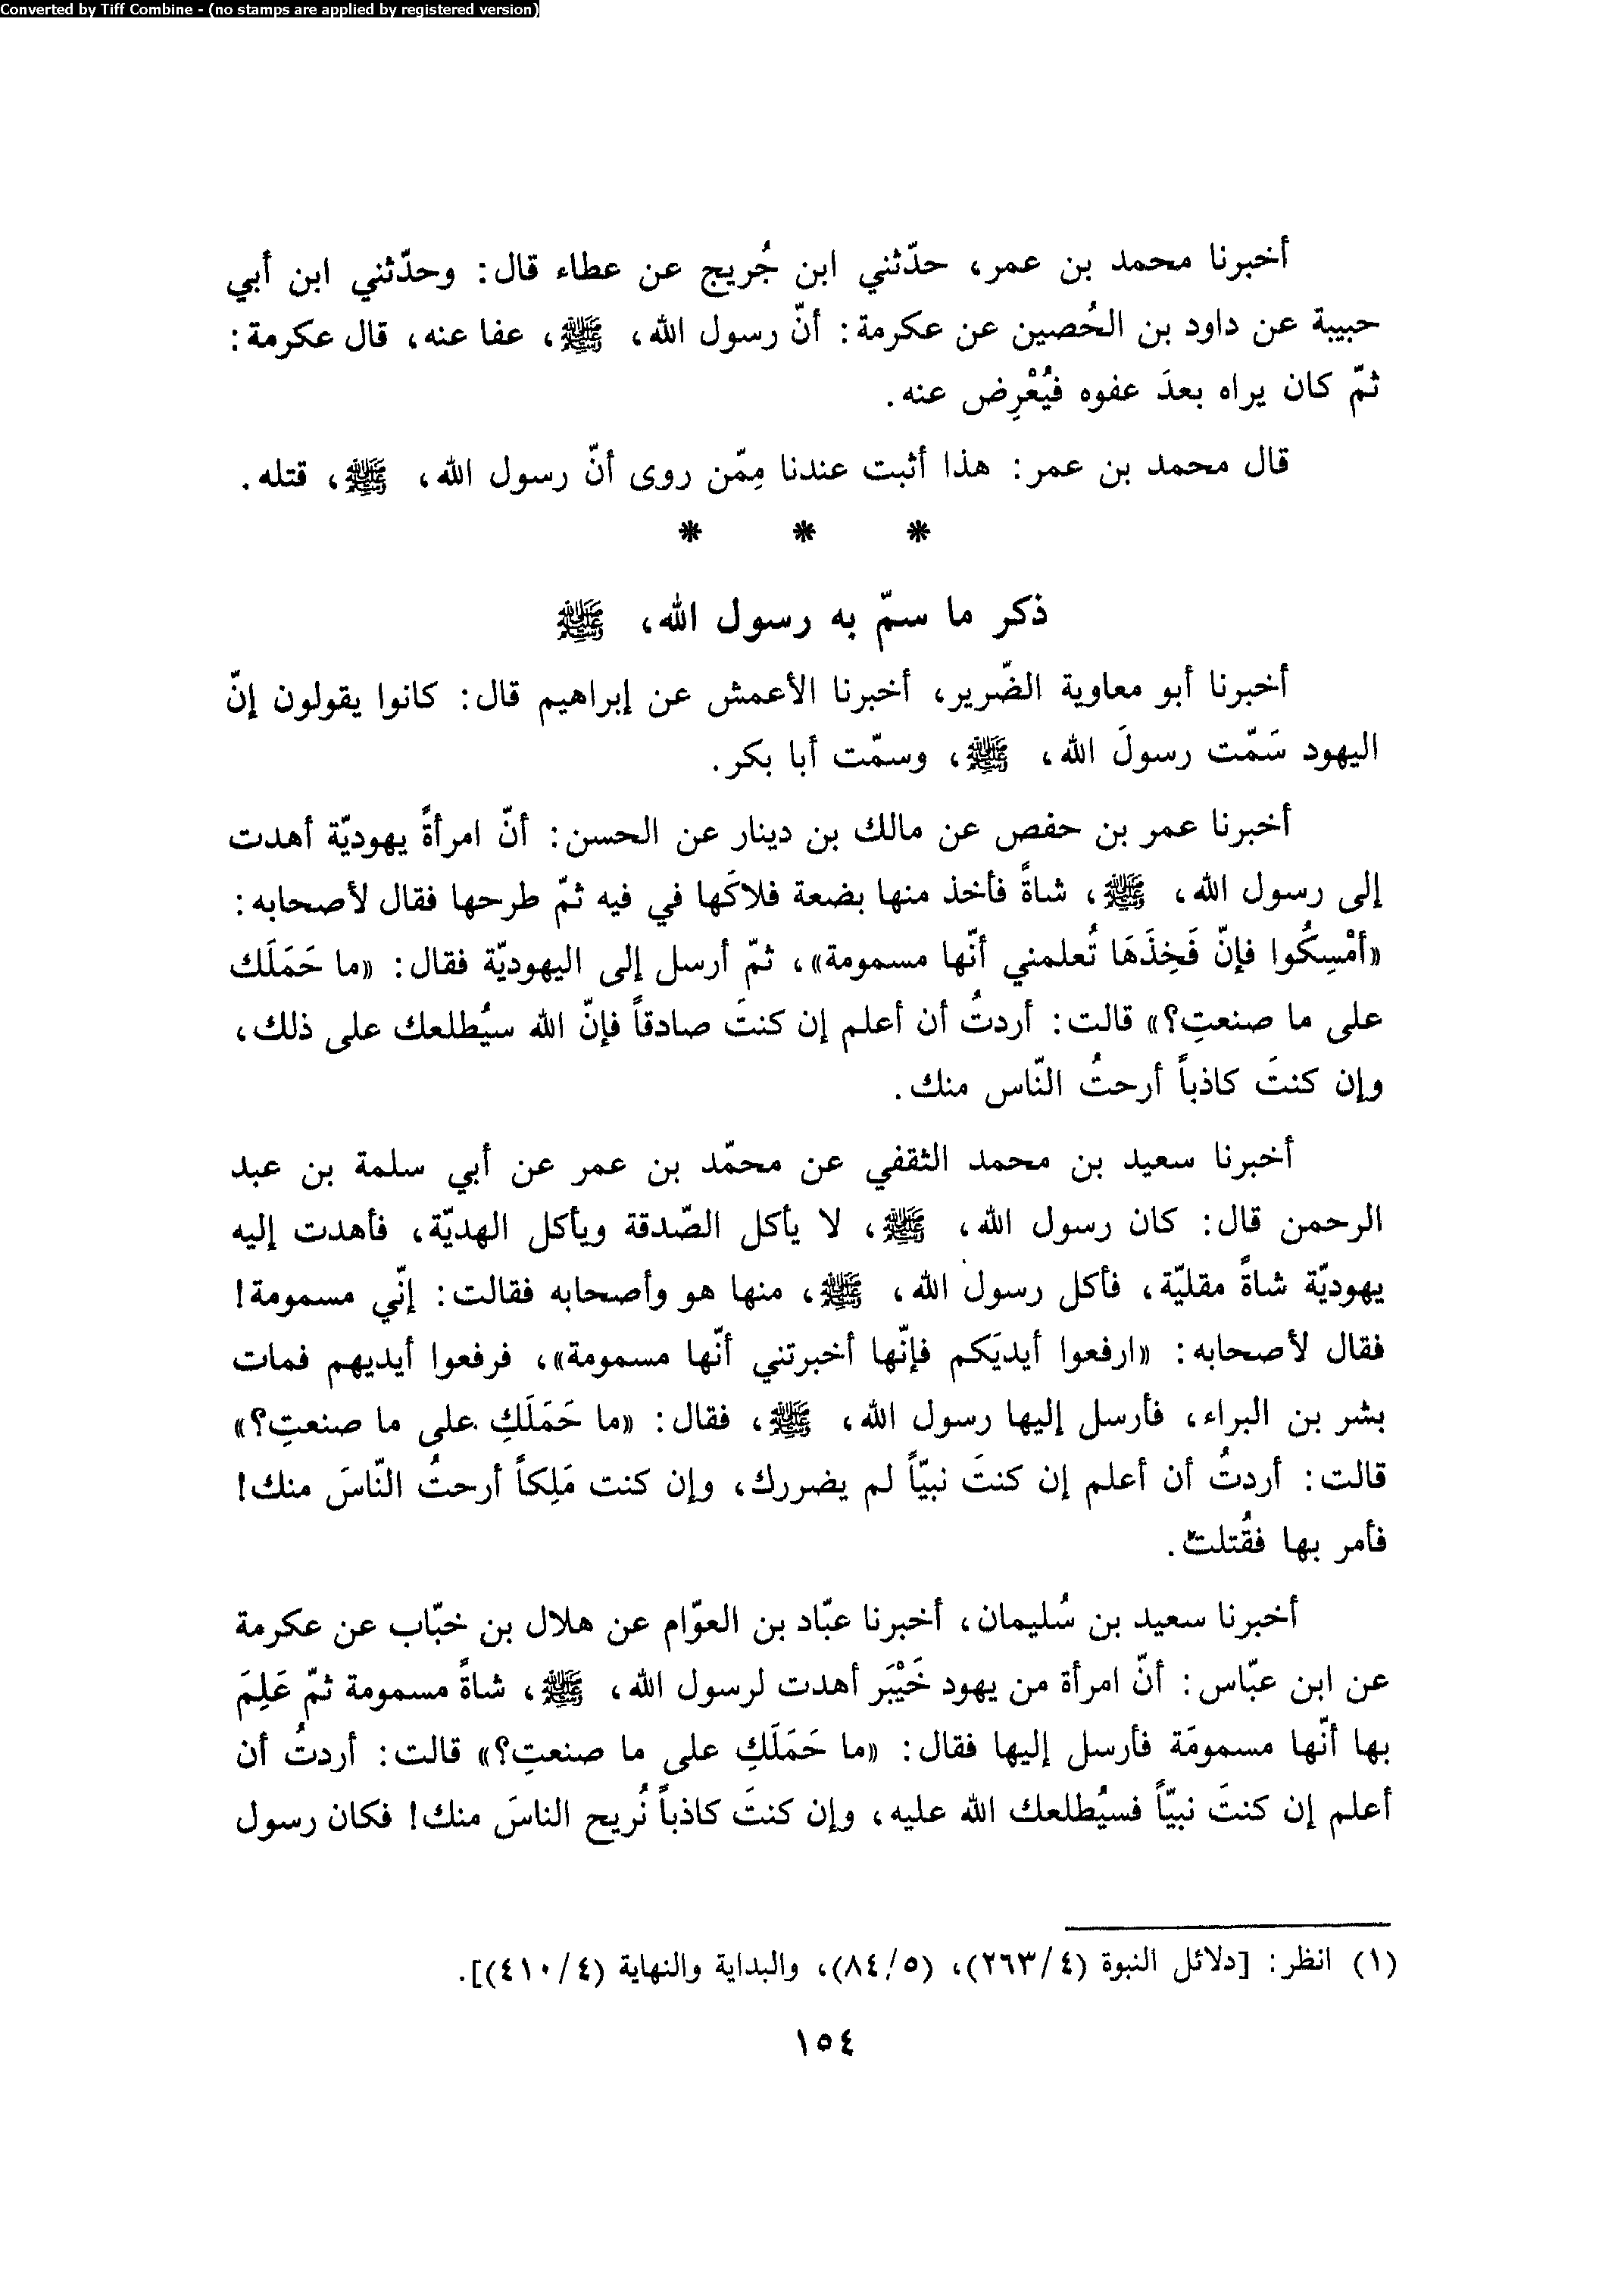 Converted by Tiff Combine - (no stamps are applied by registered version)
أخبرنا محمد بن عمر، حدّثني ابن جُريج عن عطاء قال: وحدّثني ابن أبي
حبيبة عن داود بن الحُصين عن عكرمة: أنّ رسول الله، ﷺ، عفا عنه، قال عكرمة:
ثمّ كان يراه بعدَ عفوه فيُعْرِض عنه.
قال محمد بن عمر: هذا أثبت عندنا مِمّن روى أنّ رسول الله، ﷺ، قتله.
* * *
ذكر ما سمّ به رسول الله، ﷺ
أخبرنا أبو معاوية الضّرير، أخبرنا الأعمش عن إبراهيم قال: كانوا يقولون إنّ
اليهود سَمّت رسولَ الله، ﷺ، وسمّت أبا بكر.
أخبرنا عمر بن حفص عن مالك بن دينار عن الحسن: أنّ امرأةً يهوديّة أهدت
إلى رسول الله، ﷺ، شاةً فأخذ منها بضعة فلاكَها في فيه ثمّ طرحها فقال لأصحابه:
«أمْسِكُوا فإنّ فَخِذَهَا تُعلمني أنّها مسمومة»، ثمّ أرسل إلى اليهوديّة فقال: «ما حَمَلَك
على ما صنعتِ؟» قالت: أردتُ أن أعلم إن كنتَ صادقاً فإنّ الله سيُطلعك على ذلك،
وإن كنتَ كاذباً أرحتُ النّاس منك.
أخبرنا سعيد بن محمد الثقفي عن محمّد بن عمر عن أبي سلمة بن عبد
الرحمن قال: كان رسول الله، ﷺ، لا يأكل الصّدقة ويأكل الهديّة، فأهدت إليه
يهوديّة شاةً مقليّة، فأكل رسول الله، ﷺ، منها هو وأصحابه فقالت: إنّي مسمومة!
فقال لأصحابه: «ارفعوا أيديَكم فإنّها أخبرتني أنّها مسمومة»، فرفعوا أيديهم فمات
بشر بن البراء، فأرسل إليها رسول الله، ﷺ، فقال: «ما حَمَلَكِ على ما صنعتِ؟»
قالت: أردتُ أن أعلم إن كنتَ نبيّاً لم يضررك، وإن كنت مَلِكاً أرحتُ النّاسَ منك!
فأمر بها فقُتلت.
أخبرنا سعيد بن سُليمان، أخبرنا عبّاد بن العوّام عن هلال بن خبّاب عن عكرمة
عن ابن عبّاس: أنّ امرأة من يهود خَيْبَر أهدت لرسول الله، ﷺ، شاةً مسمومة ثمّ عَلِمَ
بها أنّها مسمومَة فأرسل إليها فقال: «ما حَمَلَكِ على ما صنعتِ؟» قالت: أردتُ أن
أعلم إن كنتَ نبيّاً فسيُطلعك الله عليه، وإن كنتَ كاذباً نُريح الناسَ منك! فكان رسول
(١) انظر: [دلائل النبوة (٢٦٣/٤)، (٨٤/٥)، والبداية والنهاية (٤١٠/٤)].
١٥٤